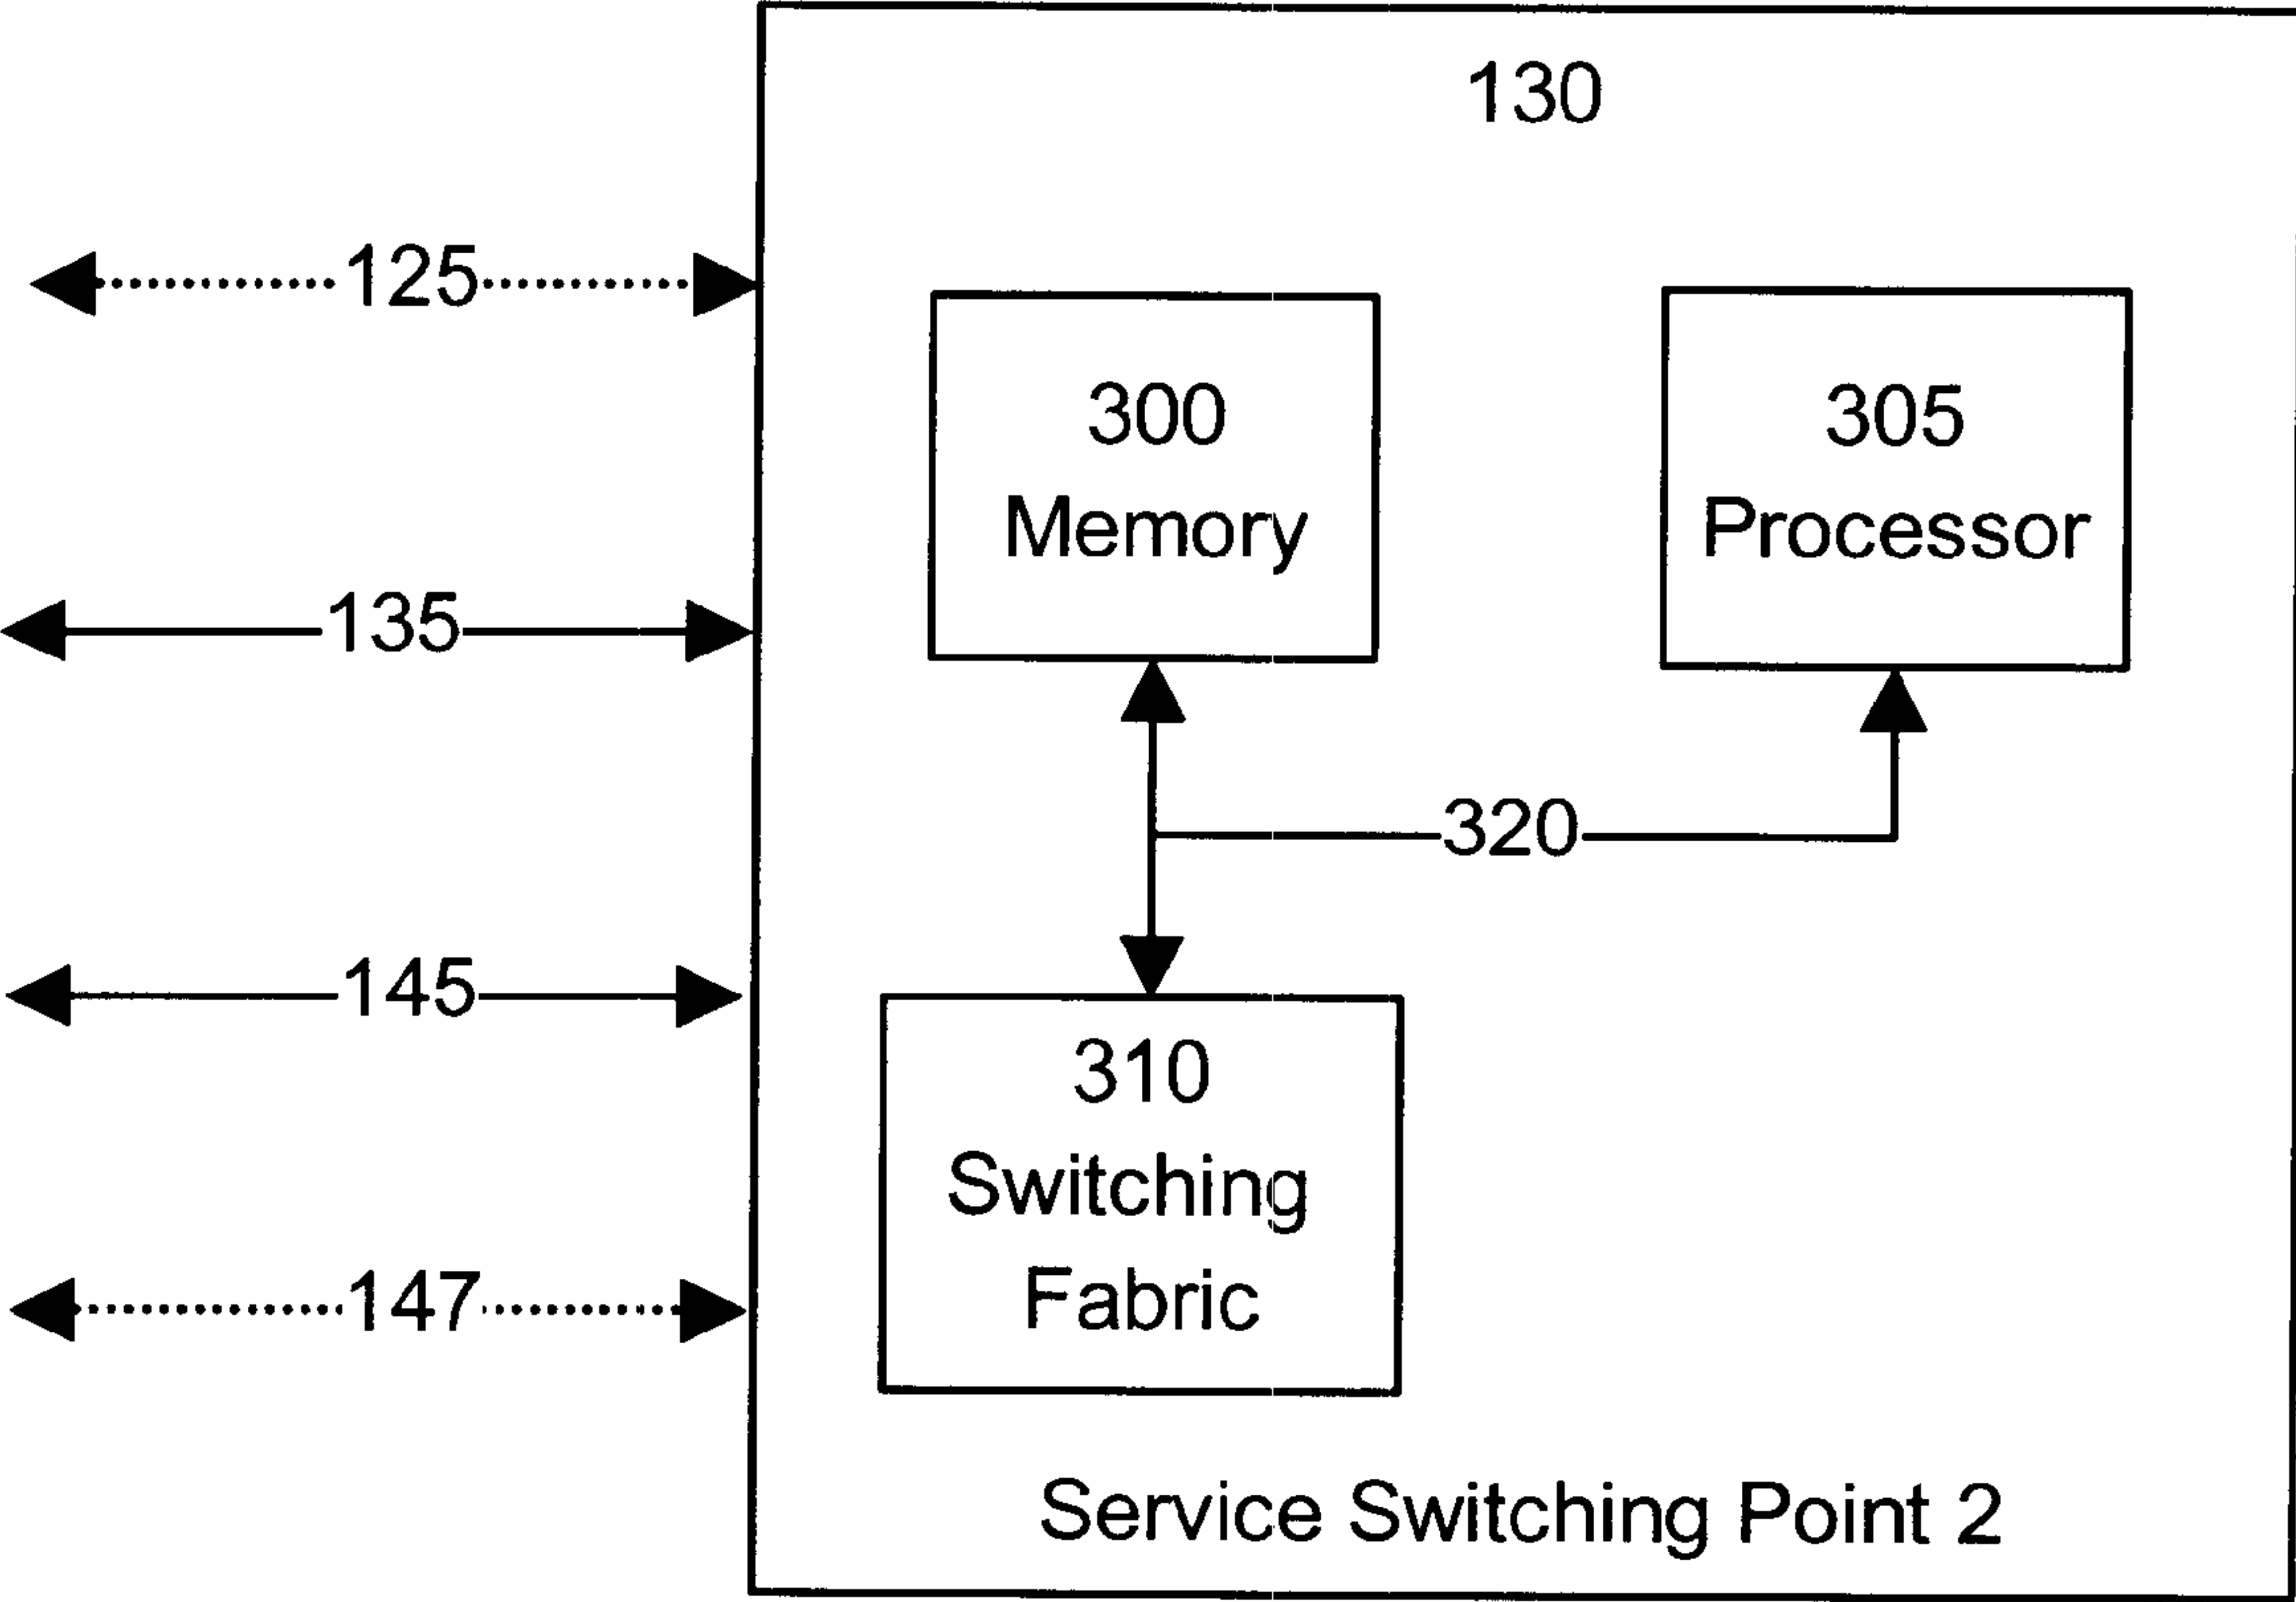 130
125
300
Memory
305
Processor
135
320
145
310
Switching
Fabric
147
Service Switching Point 2